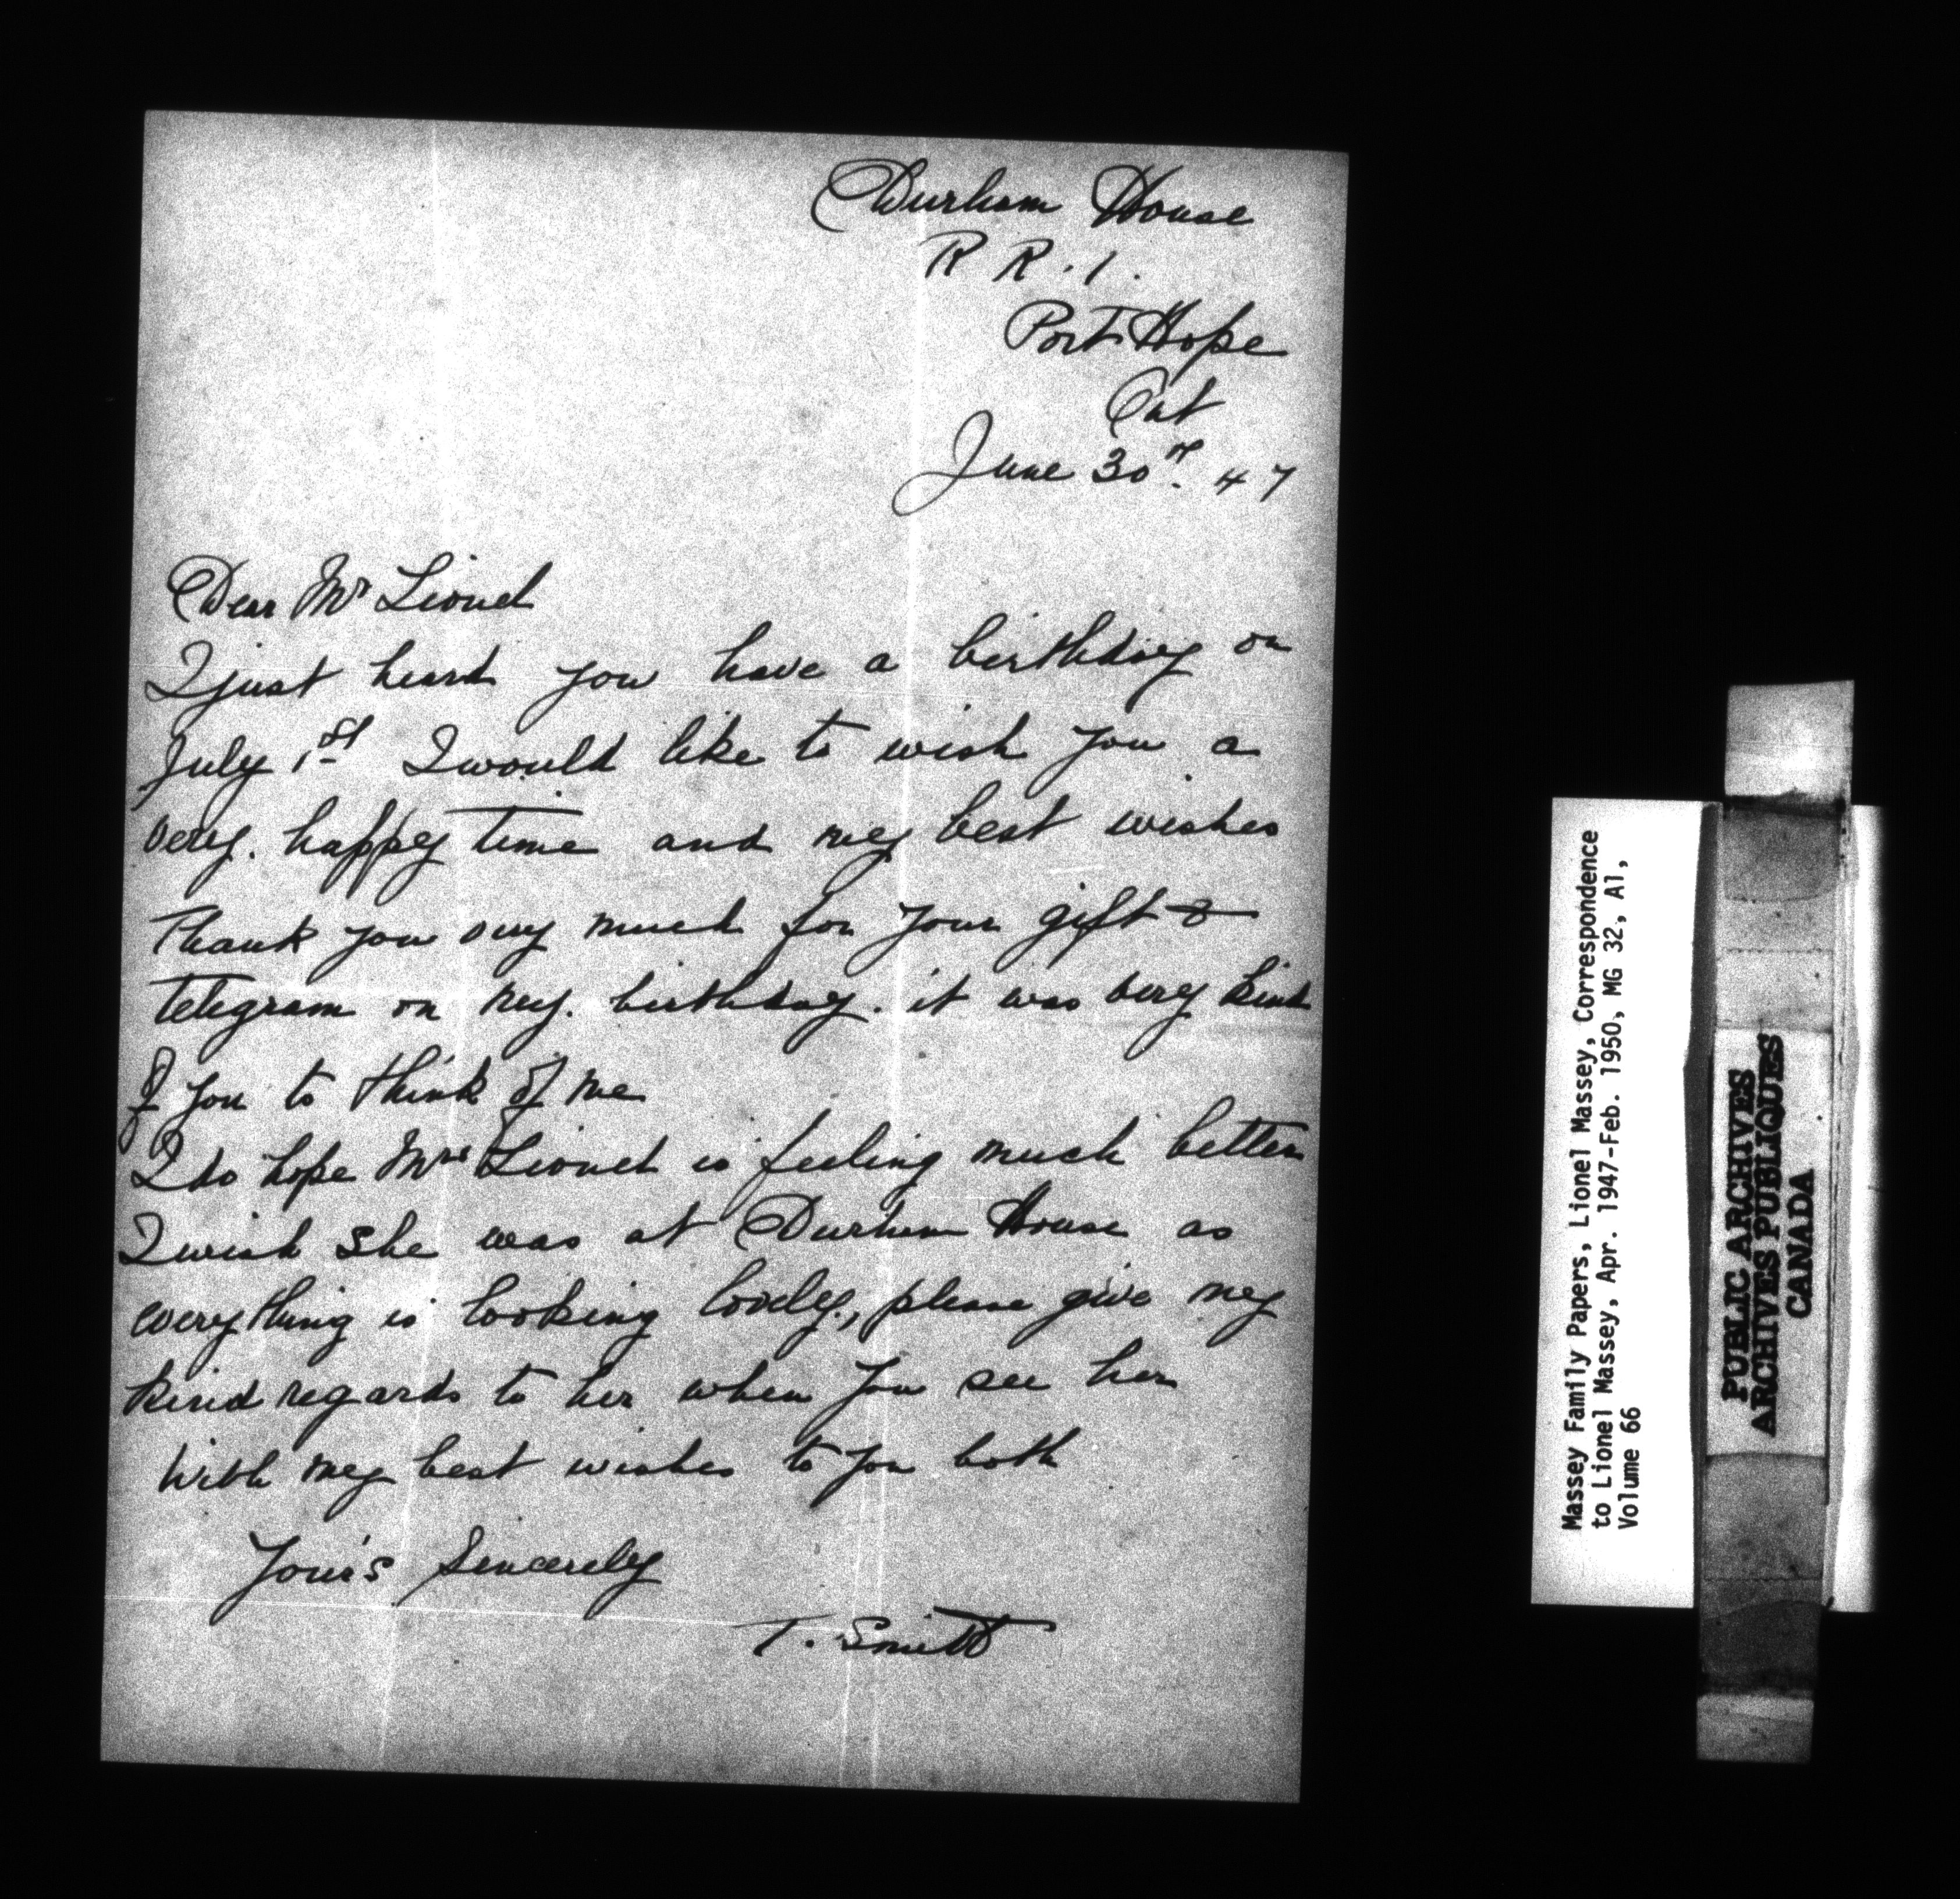 Durham House
R R. 1.
Port Hope
Ont
June 30th. 47
Dear Mr Lionel
I just heard you have a birthday on
July 1st I would like to wish you a
very. happy time and my best wishes
Thank you very much for your gift &
telegram on my. birthday. it was very kind
of you to think of me
I do hope Mrs Lionel is feeling much better
I wish she was at Durham House as
everything is looking lovely., please give my
kind regards to her when you see her
With my best wishes to you both
Your's Sincerely
T. Smith
Massey Family Papers, Lionel Massey, Correspondence
to Lionel Massey, Apr. 1947-Feb. 1950, MG 32, A1,
Volume 66
PUBLIC ARCHIVES
ARCHIVES PUBLIQUES
CANADA